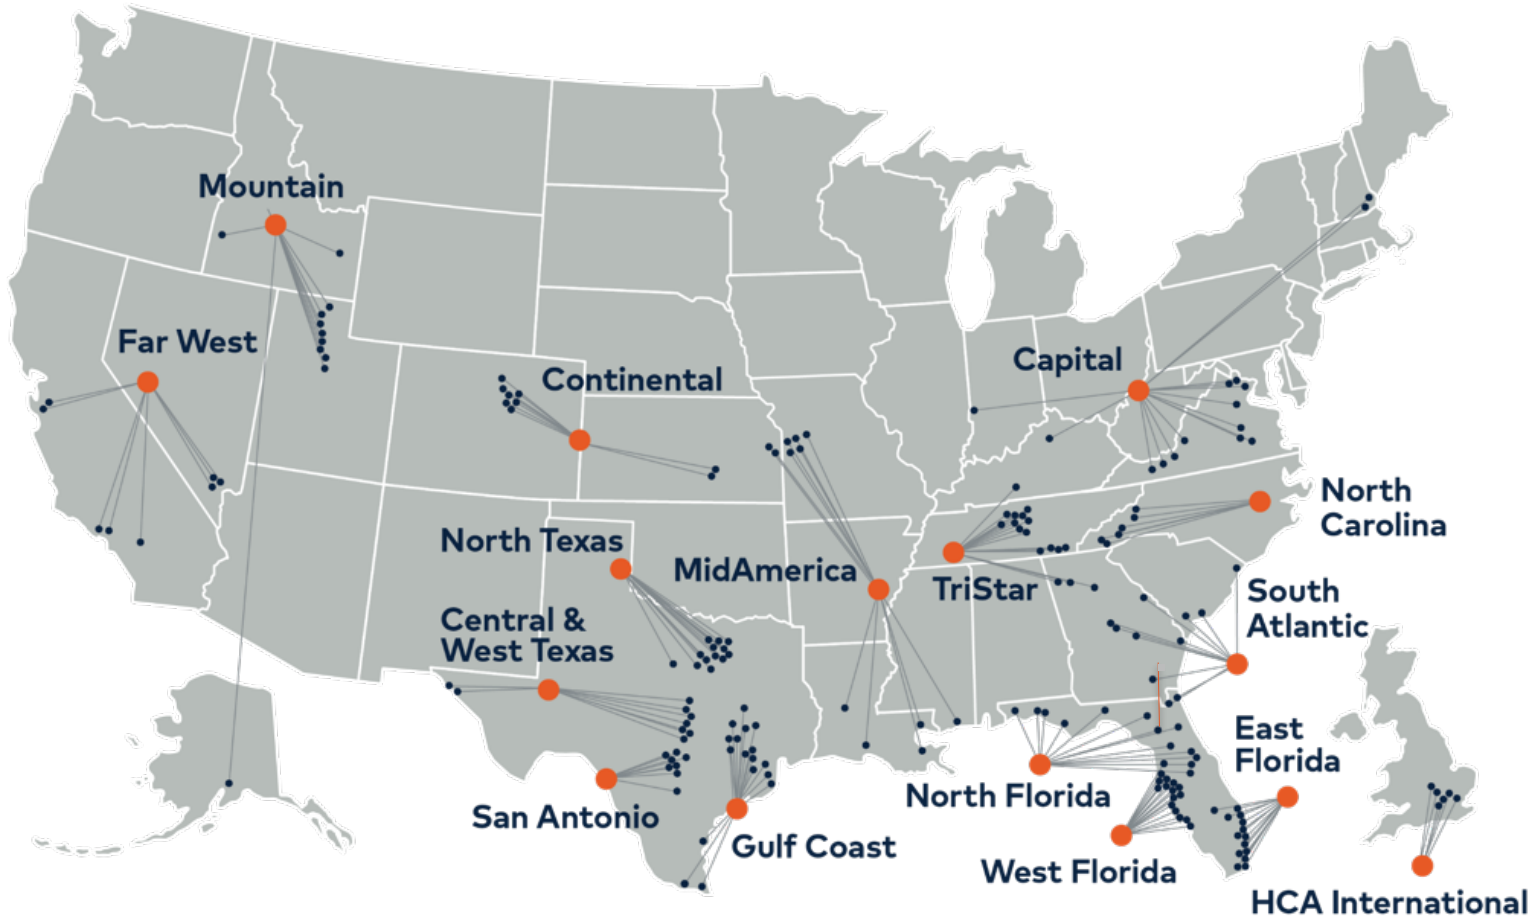 Mountain
Far West
Continental
Capital
North
Carolina
North Texas
MidAmerica
TriStar
South
Atlantic
Central &
West Texas
East
Florida
North Florida
San Antonio
Gulf Coast
West Florida
HCA International